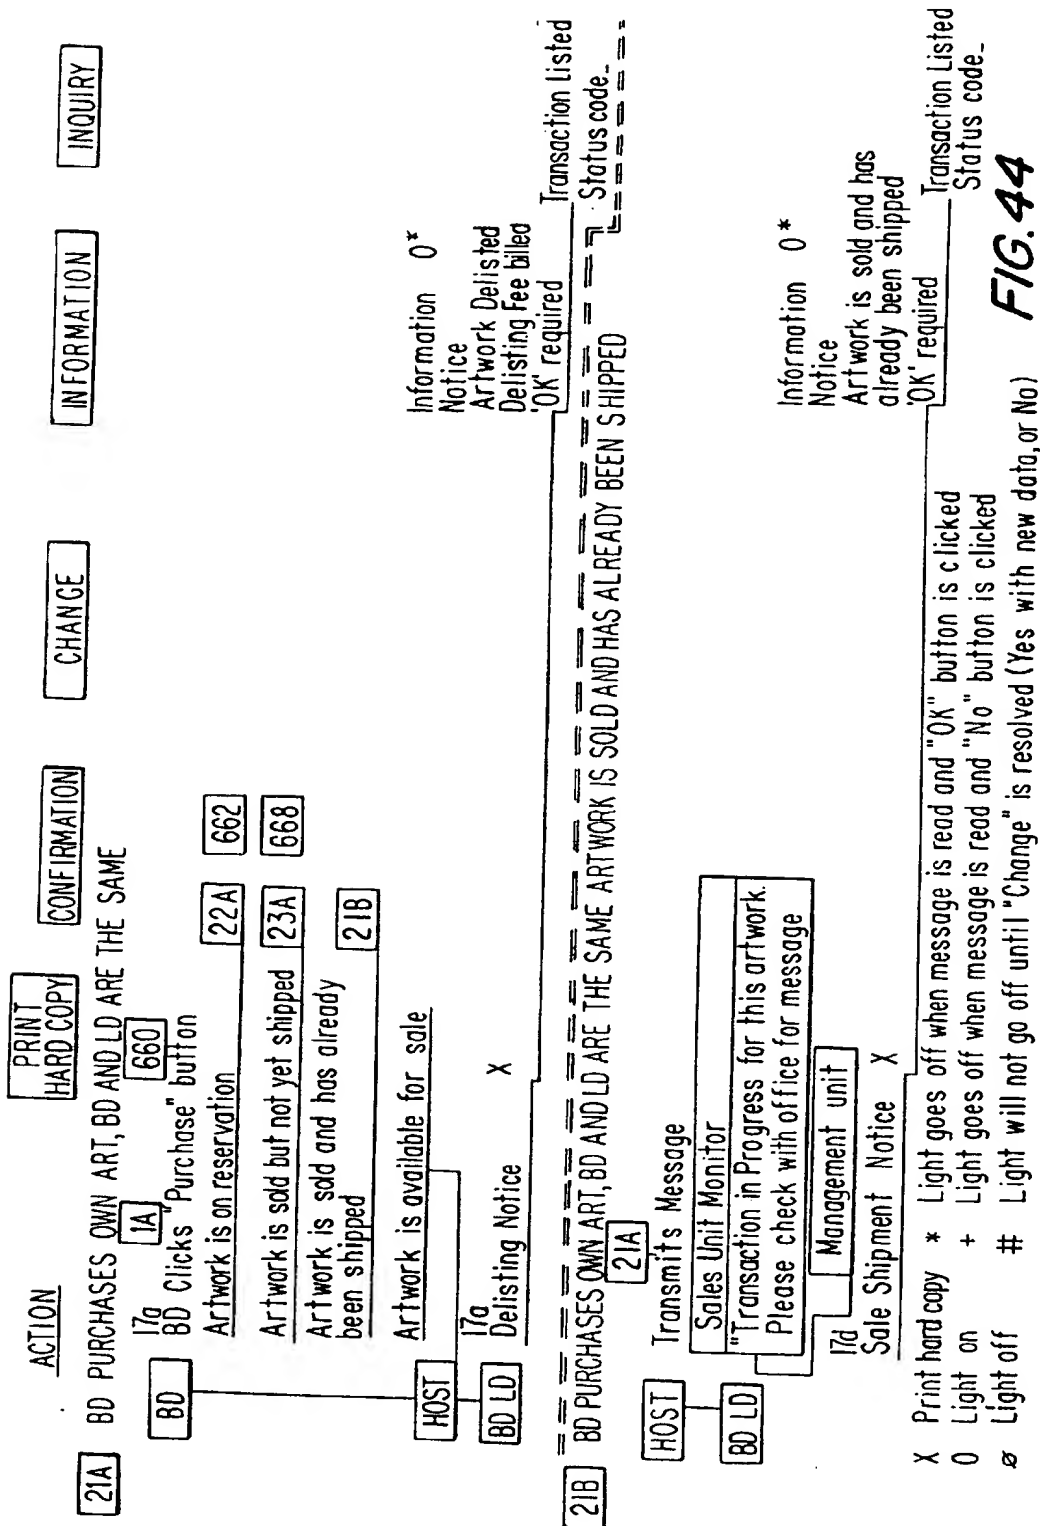 ACTION
PRINT
HARD COPY
CONFIRMATION
CHANGE
INFORMATION
INQUIRY
21A
BD PURCHASES OWN ART, BD AND LD ARE THE SAME
17a
1A
660
BD
BD Clicks "Purchase" button
Artwork is on reservation
22A
662
Artwork is sold but not yet shipped
23A
668
Artwork is sold and has already
been shipped
21B
Artwork is available for sale
HOST
BD LD
17a
Delisting Notice X
Information O*
Notice
Artwork Delisted
Delisting Fee billed
'OK' required
Transaction Listed
Status code_
21B
BD PURCHASES OWN ART, BD AND LD ARE THE SAME ARTWORK IS SOLD AND HAS ALREADY BEEN SHIPPED
21A
HOST
Transmits Message
BD LD
Sales Unit Monitor
"Transaction in Progress for this artwork.
Please check with office for message
17d
Management unit
Sale Shipment Notice X
Information O*
Notice
Artwork is sold and has
already been shipped
'OK' required
Transaction Listed
Status code_
X Print hard copy * Light goes off when message is read and "OK" button is clicked
O Light on + Light goes off when message is read and "No" button is clicked
ø Light off # Light will not go off until "Change" is resolved (Yes with new data, or No)
FIG. 44